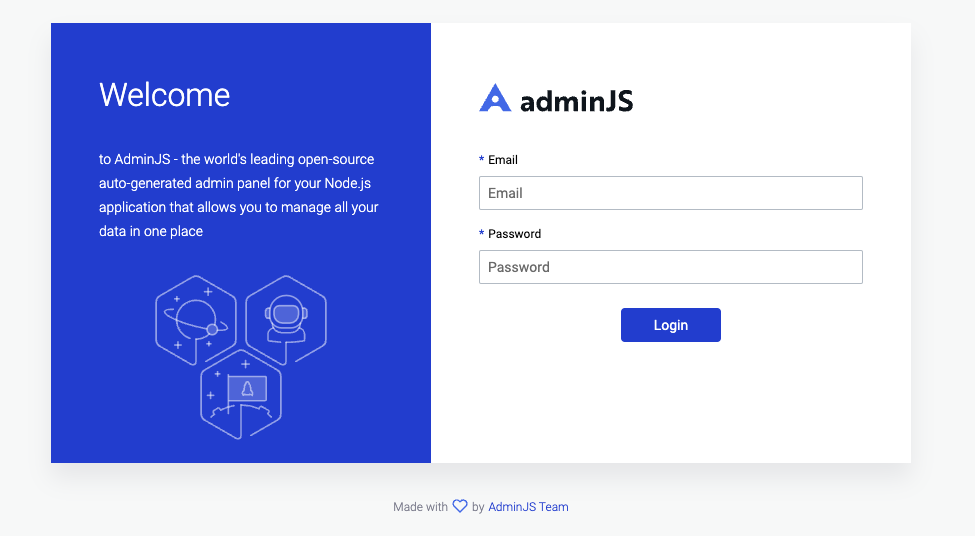 Welcome
to AdminJS - the world's leading open-source
auto-generated admin panel for your Node.js
application that allows you to manage all your
data in one place
adminJS
* Email
Email
* Password
Password
Login
Made with by AdminJS Team